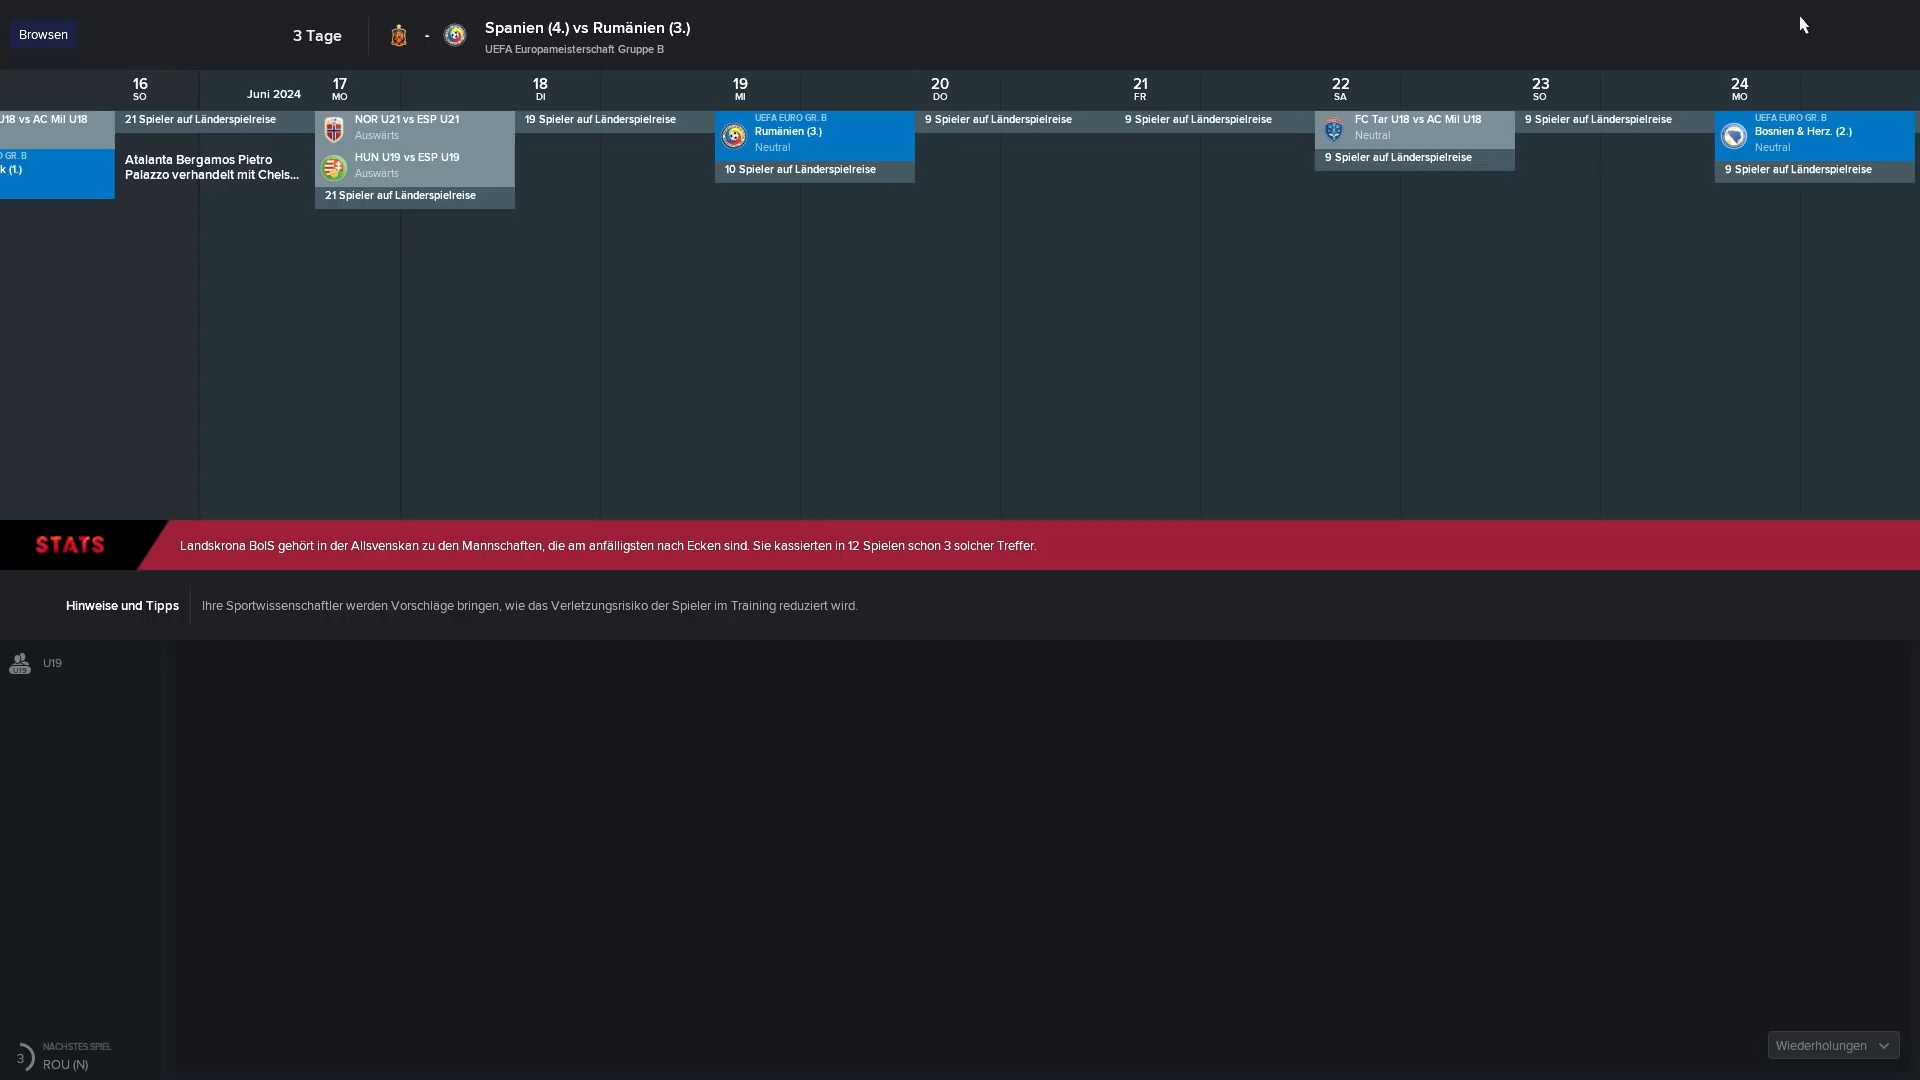 Browsen
3 Tage
-
Spanien (4.) vs Rumänien (3.)
UEFA Europameisterschaft Gruppe B
16
SO
Juni 2024
17
MO
18
DI
19
MI
20
DO
21
FR
22
SA
23
SO
24
MO
U18 vs AC Mil U18
O GR. B
k (1.)
21 Spieler auf Länderspielreise
Atalanta Bergamos Pietro
Palazzo verhandelt mit Chels...
NOR U21 vs ESP U21
Auswärts
HUN U19 vs ESP U19
Auswärts
21 Spieler auf Länderspielreise
19 Spieler auf Länderspielreise
UEFA EURO GR. B
Rumänien (3.)
Neutral
10 Spieler auf Länderspielreise
9 Spieler auf Länderspielreise
9 Spieler auf Länderspielreise
FC Tar U18 vs AC Mil U18
Neutral
9 Spieler auf Länderspielreise
9 Spieler auf Länderspielreise
UEFA EURO GR. B
Bosnien & Herz. (2.)
Neutral
9 Spieler auf Länderspielreise
STATS
Landskrona BoIS gehört in der Allsvenskan zu den Mannschaften, die am anfälligsten nach Ecken sind. Sie kassierten in 12 Spielen schon 3 solcher Treffer.
Hinweise und Tipps
Ihre Sportwissenschaftler werden Vorschläge bringen, wie das Verletzungsrisiko der Spieler im Training reduziert wird.
U19
U19
3
NÄCHSTES SPIEL
ROU (N)
Wiederholungen